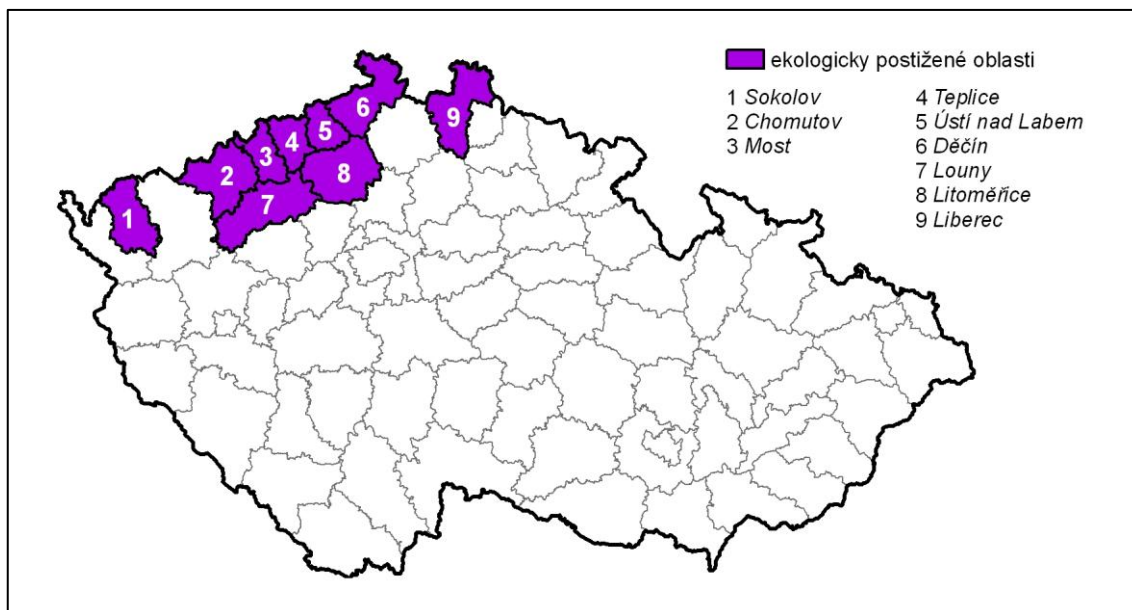 ekologicky postižené oblasti
1 Sokolov
2 Chomutov
3 Most
4 Teplice
5 Ústí nad Labem
6 Děčín
7 Louny
8 Litoměřice
9 Liberec
1
2
3
4
5
6
7
8
9